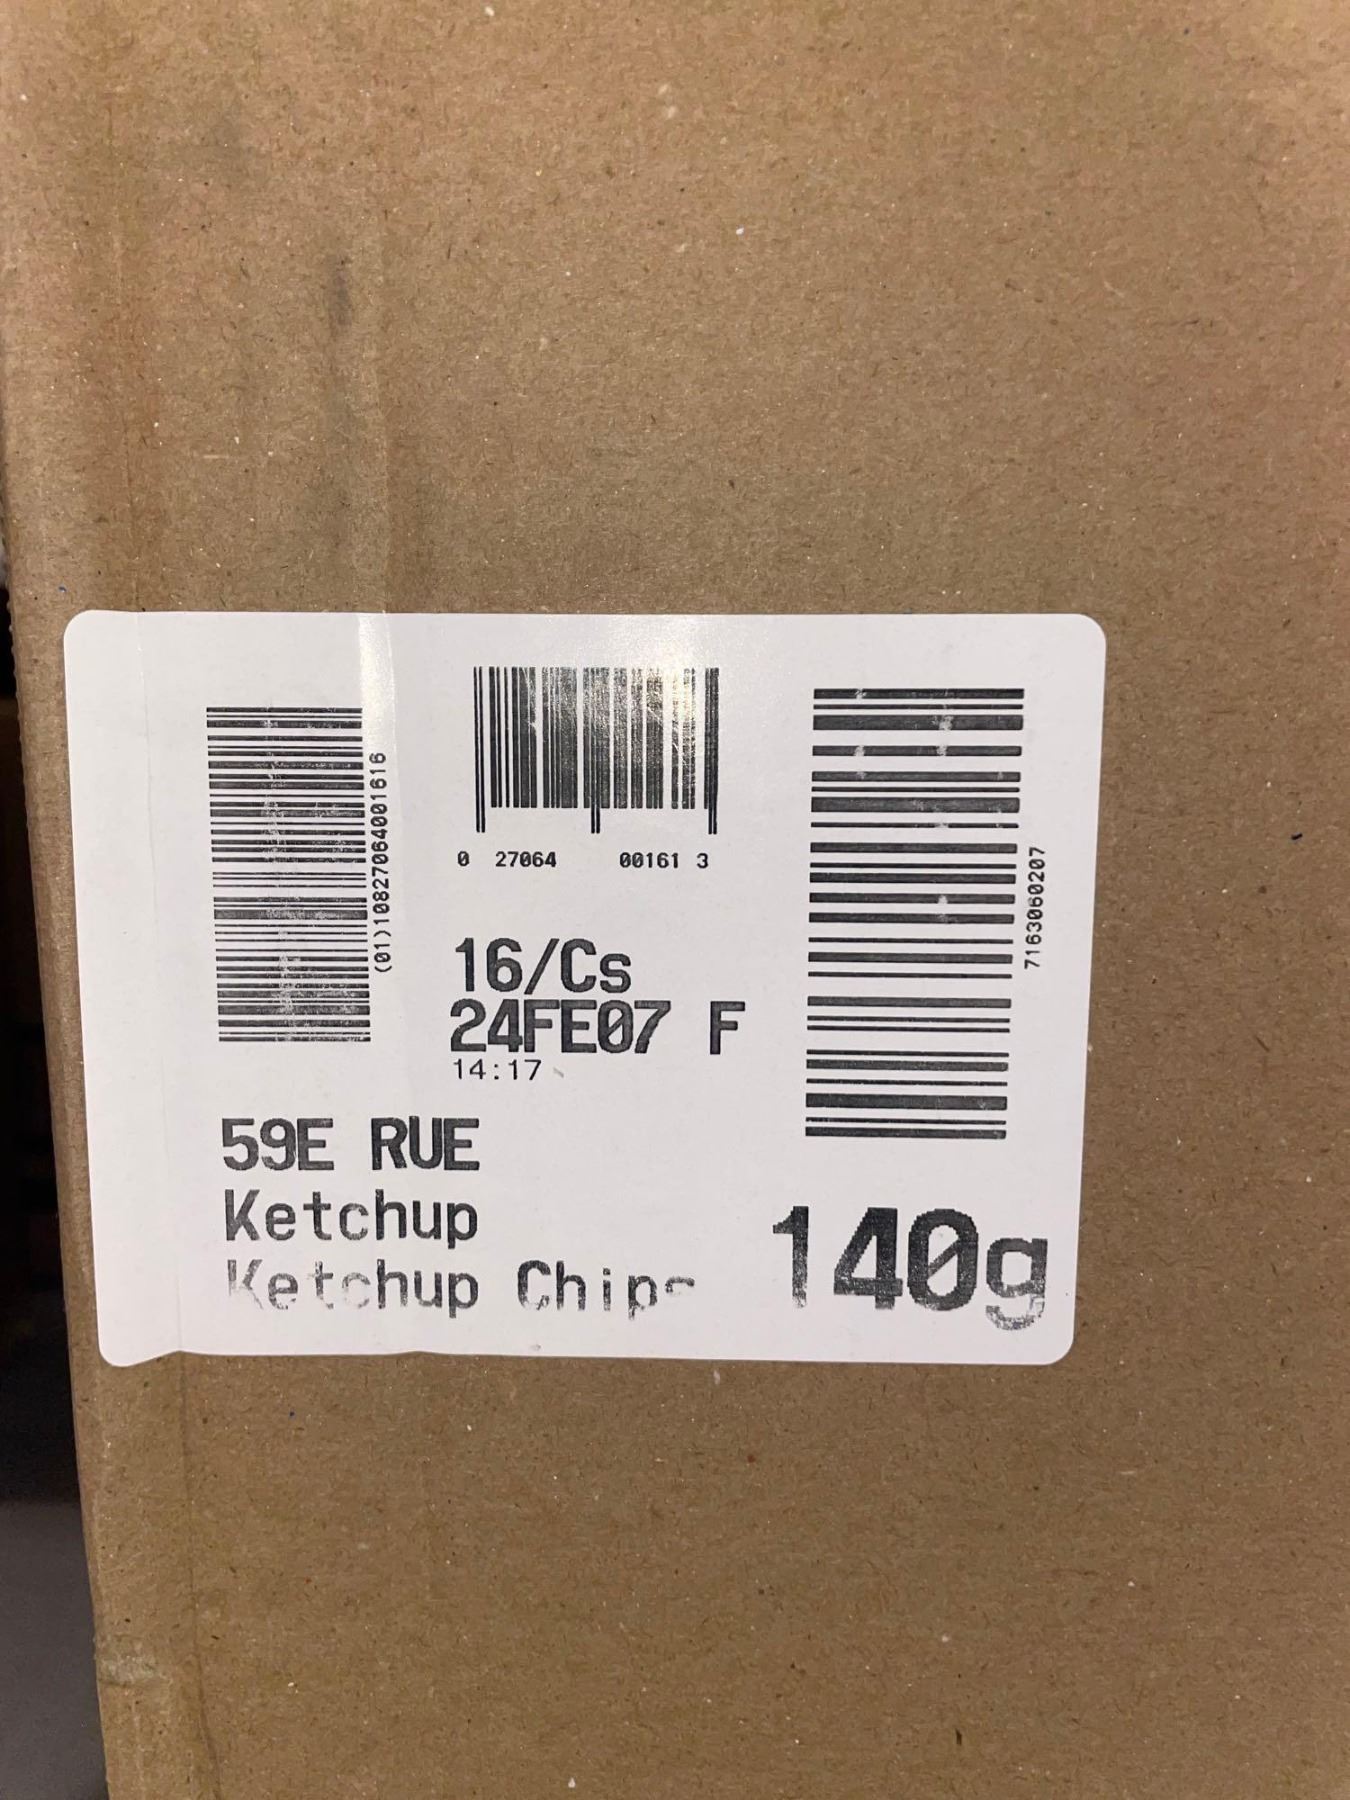 (01)10827064001616
0 27064 00161 3
7163060207
16/Cs
24FE07 F
14:17
59E RUE
Ketchup
Ketchup Chips
140g